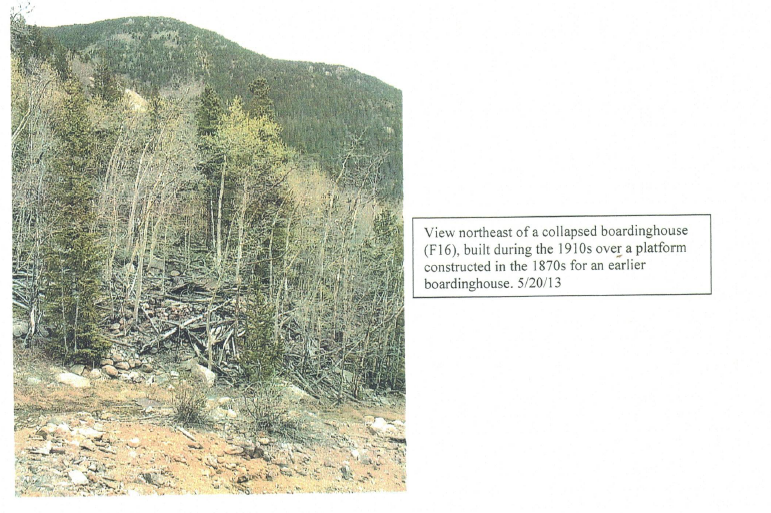 View northeast of a collapsed boardinghouse
(F16), built during the 1910s over a platform
constructed in the 1870s for an earlier
boardinghouse. 5/20/13